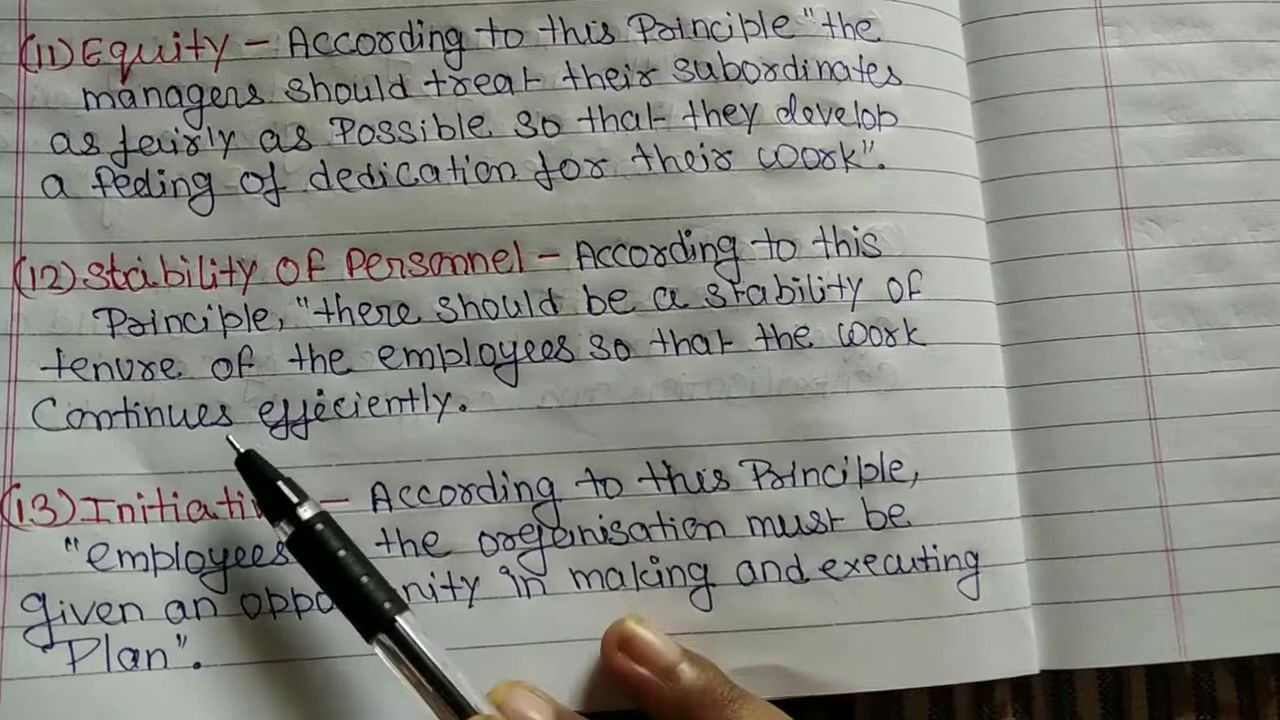 (11) Equity - According to this Principle "the
managers should treat their subordinates
as fairly as Possible so that they develop
a feeling of dedication for their work".
(12) Stability Of Personnel - According to this
Principle, "there should be a stability of
tenure of the employees so that the work
Continues efficiently.
(13) Initiati - According to this Principle,
"employees the organisation must be
given an oppo nity in making and executing
Plan".